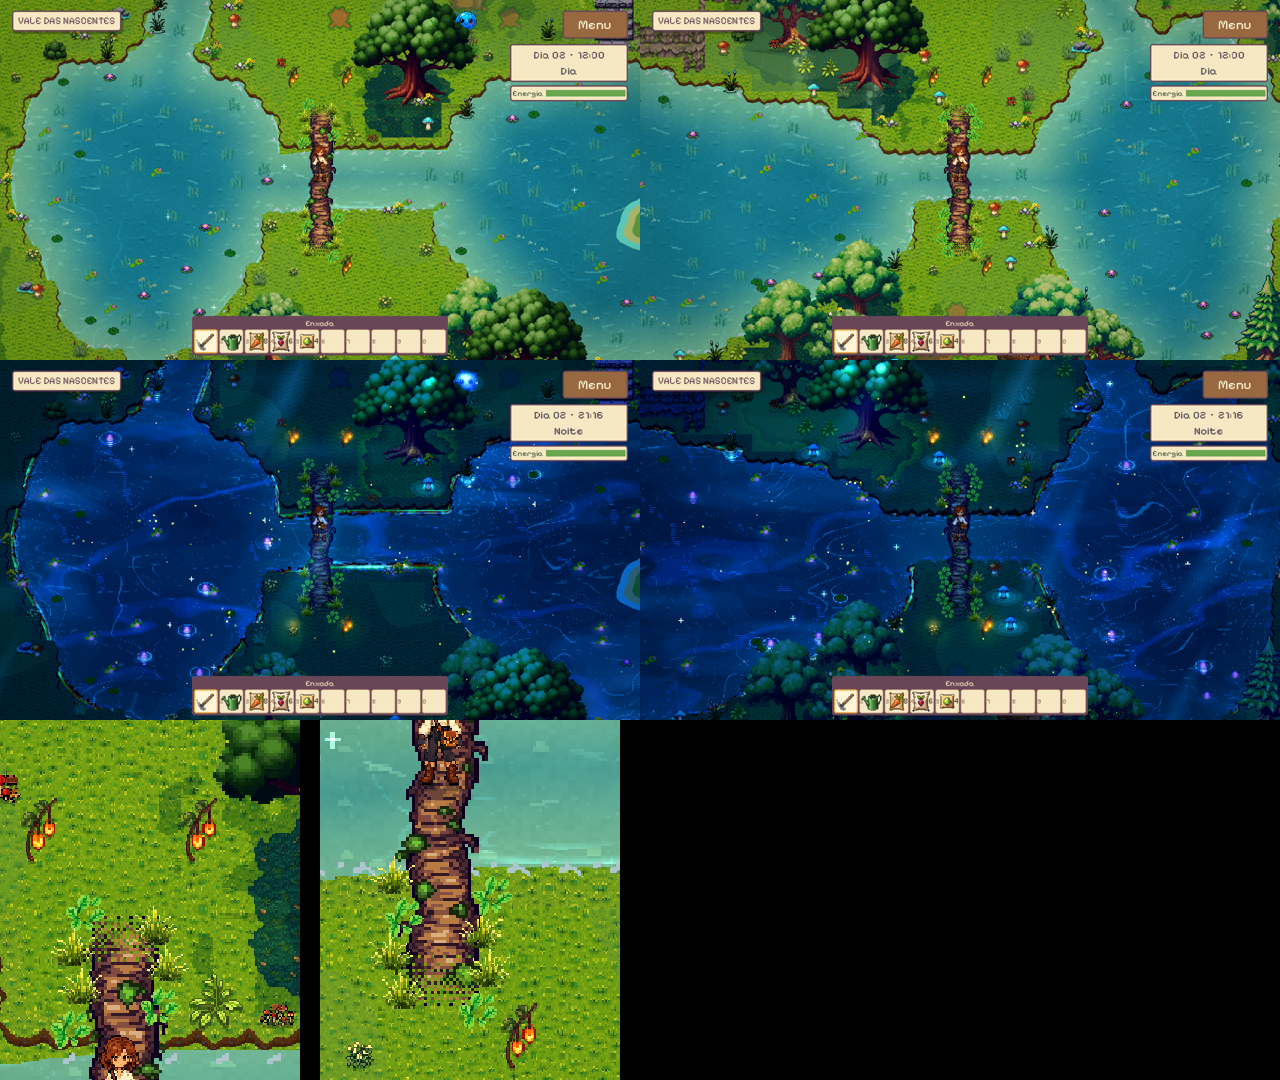 VALE DAS NASCENTES
Menu
Dia 02 · 12:00
Dia
Energia
Enxada
VALE DAS NASCENTES
Menu
Dia 02 · 12:00
Dia
Energia
Enxada
VALE DAS NASCENTES
Menu
Dia 02 · 21:16
Noite
Energia
Enxada
VALE DAS NASCENTES
Menu
Dia 02 · 21:16
Noite
Energia
Enxada